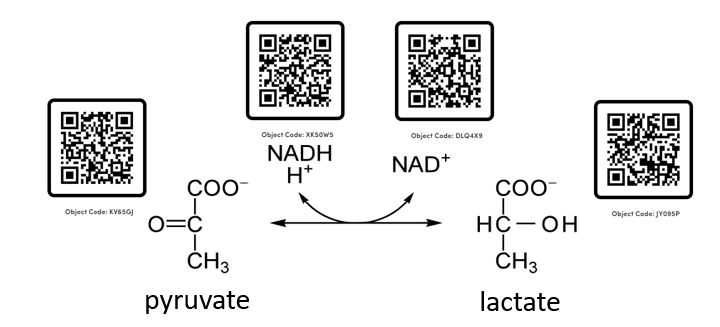 Object Code: XK50W5
Object Code: DLQ4X9
NADH
H⁺
NAD⁺
Object Code: KV65GJ
Object Code: JY095P
COO⁻
O=C
CH₃
pyruvate
COO⁻
HC — OH
CH₃
lactate